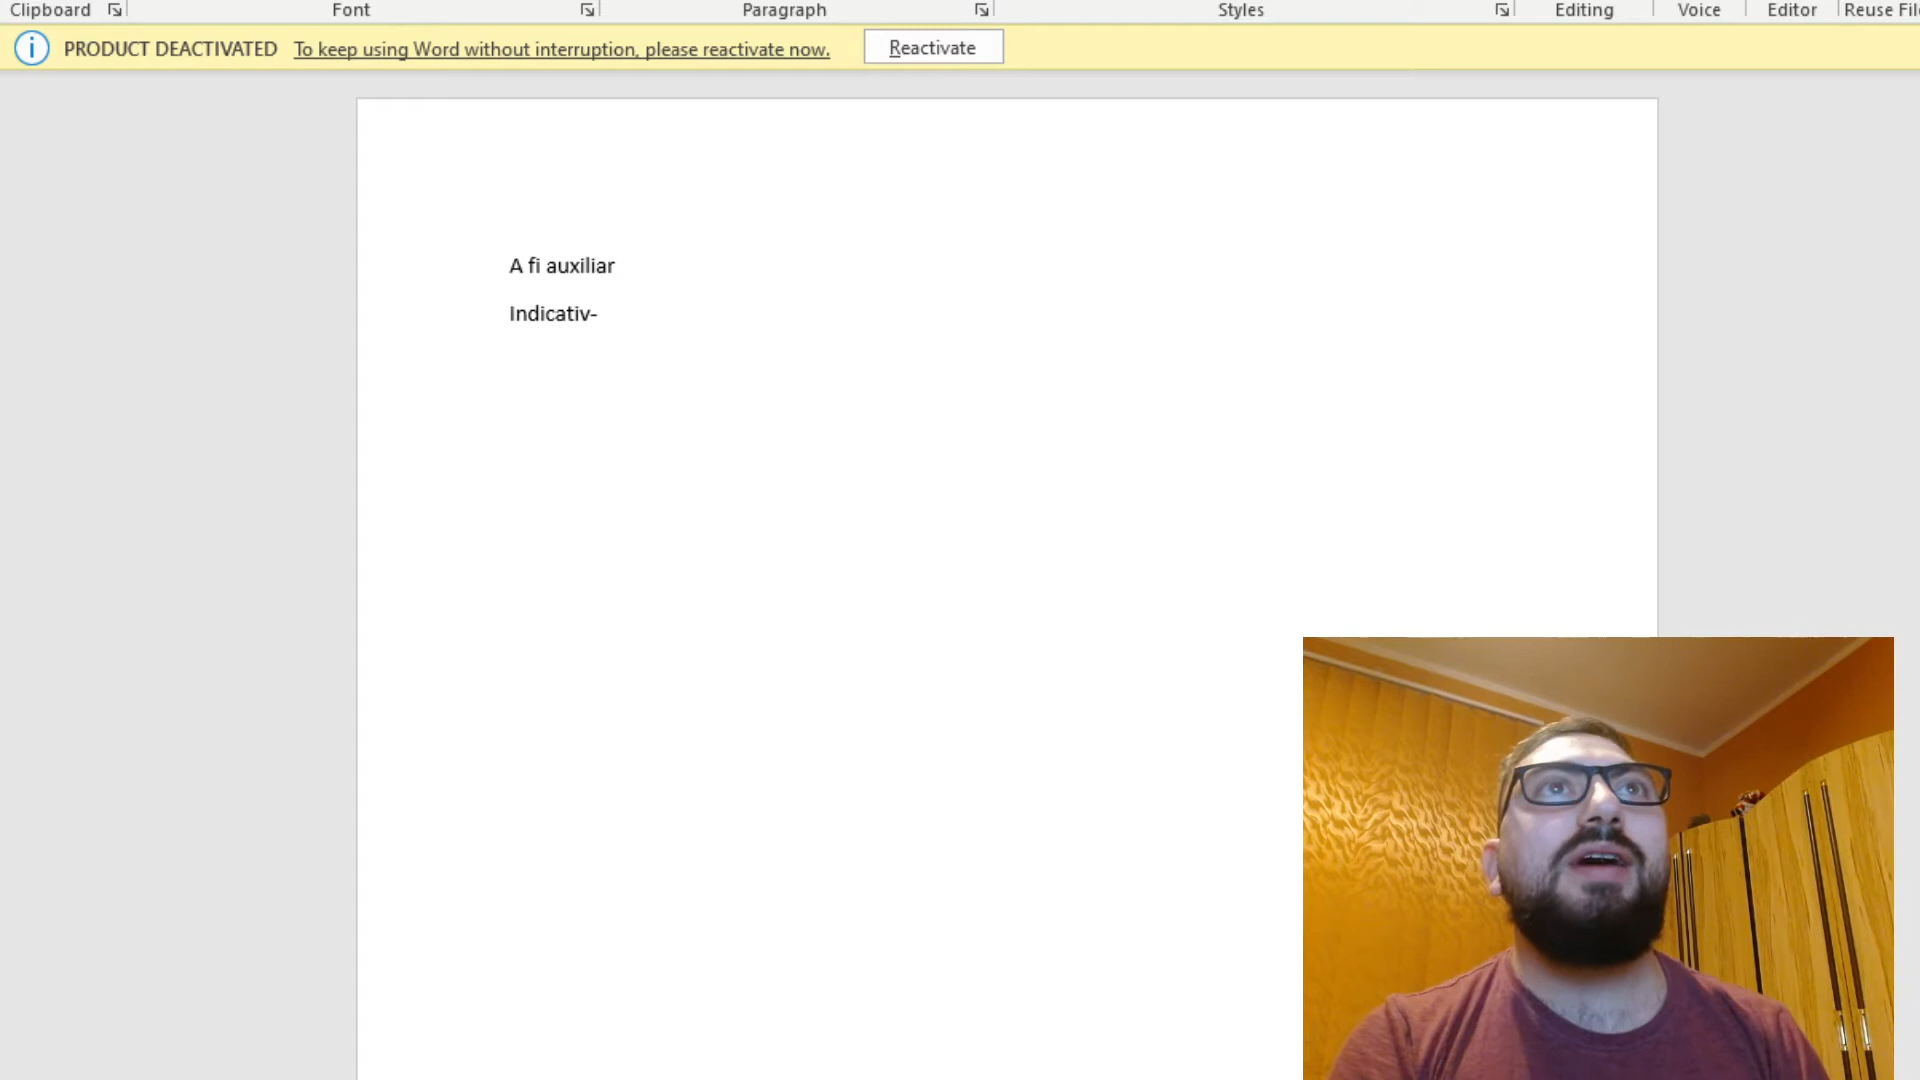 Clipboard Font Paragraph Styles Editing Voice Editor Reuse
PRODUCT DEACTIVATED To keep using Word without interruption, please reactivate now. Reactivate
A fi auxiliar
Indicativ-